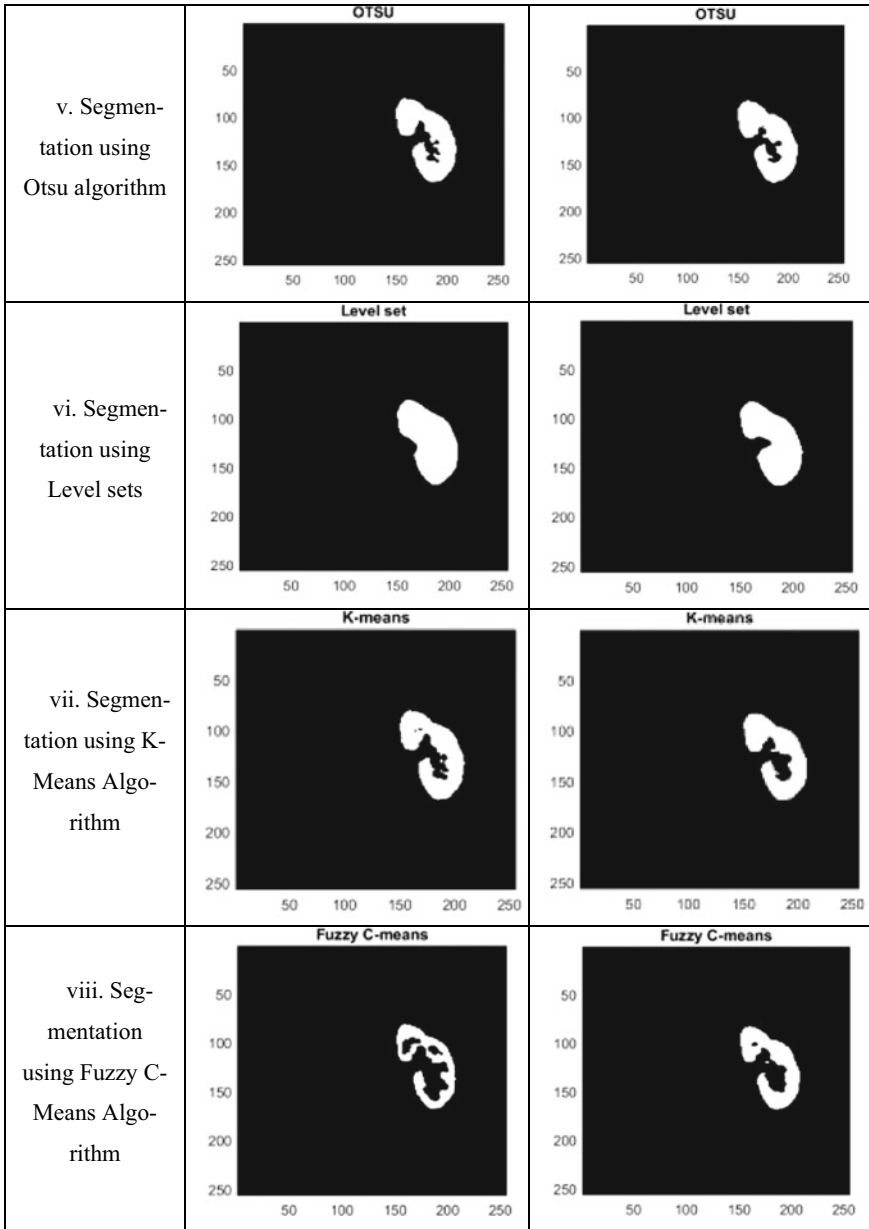 OTSU
OTSU
v. Segmen-
tation using
Otsu algorithm
50
100
150
200
250
50 100 150 200 250
50
100
150
200
250
50 100 150 200 250
Level set
Level set
vi. Segmen-
tation using
Level sets
50
100
150
200
250
50 100 150 200 250
50
100
150
200
250
50 100 150 200 250
K-means
K-means
vii. Segmen-
tation using K-
Means Algo-
rithm
50
100
150
200
250
50 100 150 200 250
50
100
150
200
250
50 100 150 200 250
Fuzzy C-means
Fuzzy C-means
viii. Seg-
mentation
using Fuzzy C-
Means Algo-
rithm
50
100
150
200
250
50 100 150 200 250
50
100
150
200
250
50 100 150 200 250